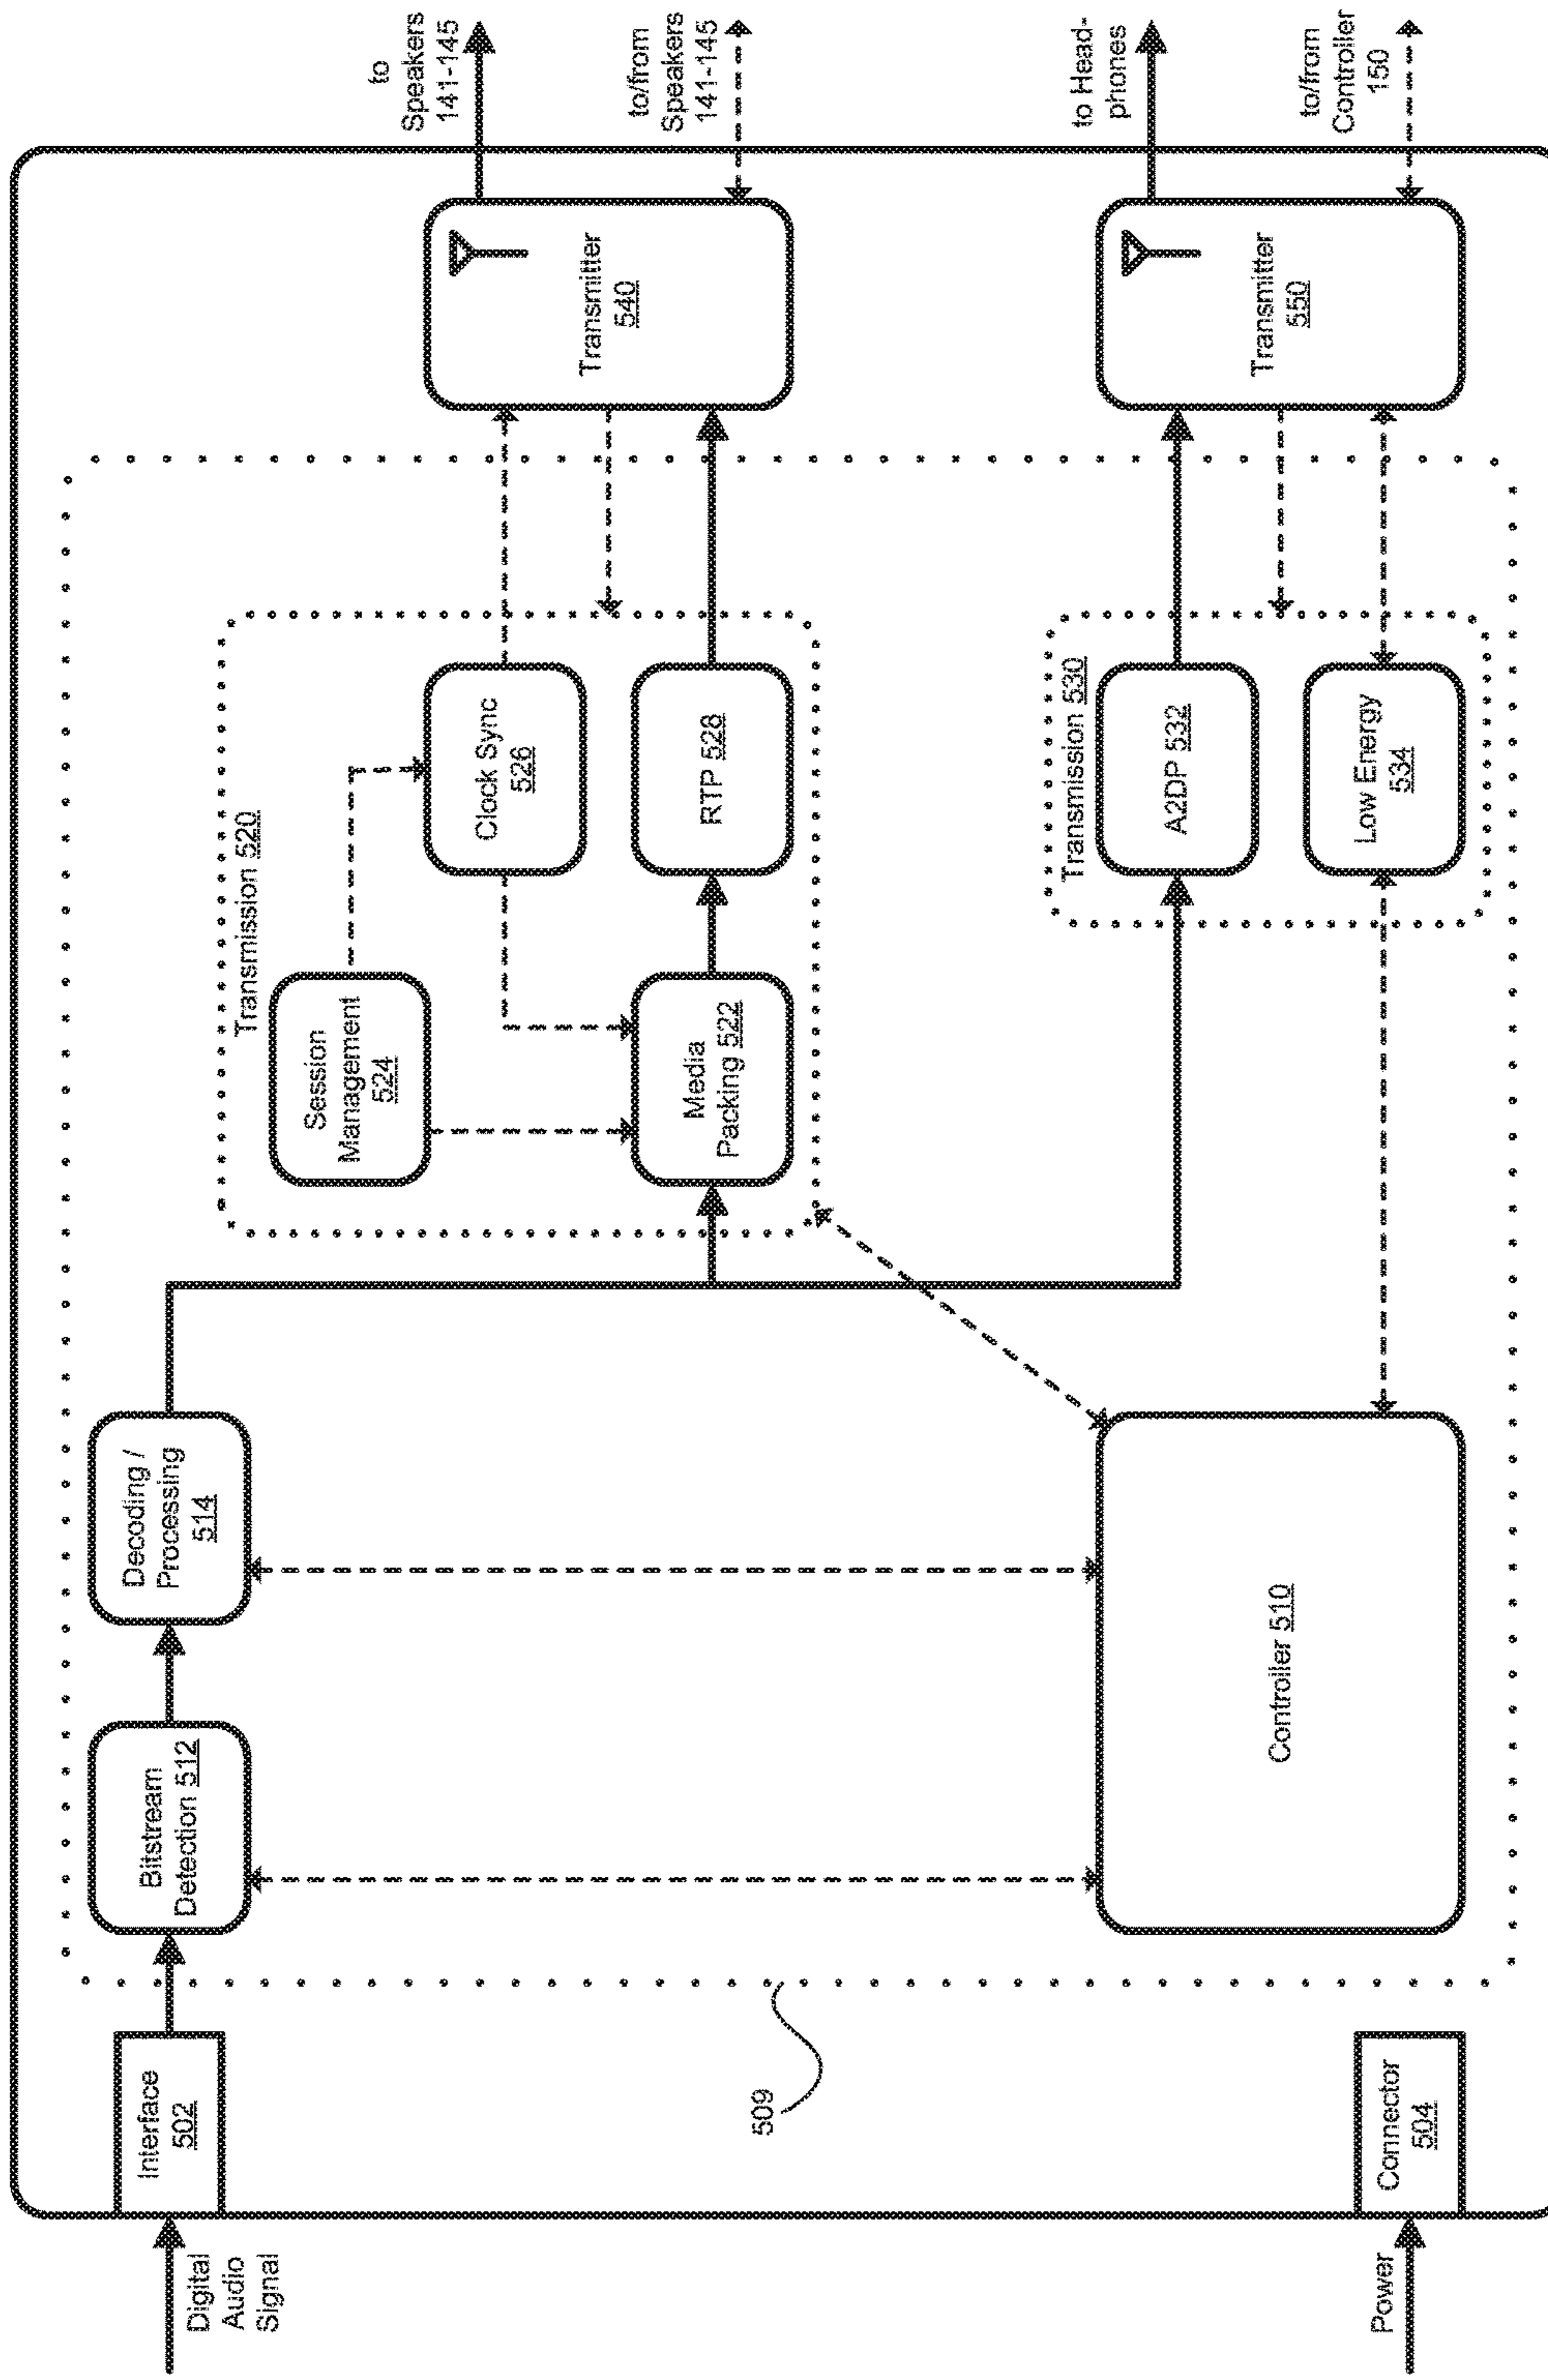 Digital
Audio
Signal
Interface
502
Bitstream
Detection 512
Decoding /
Processing
514
Transmission 520
Session
Management
524
Clock Sync
526
Media
Packing 522
RTP 528
Transmitter
540
to
Speakers
141-145
to/from
Speakers
141-145
509
Power
Connector
504
Controller 510
Transmission 530
A2DP 532
Low Energy
534
Transmitter
550
to Head-
phones
to/from
Controller
150